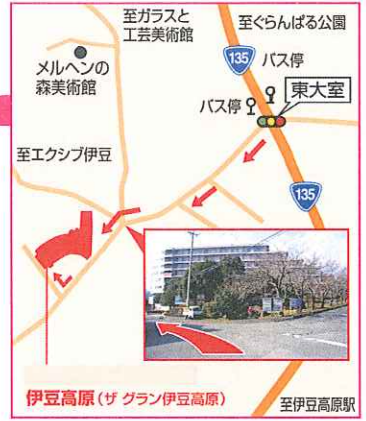 至ガラスと
工芸美術館
至ぐらんぱる公園
135
バス停
メルヘンの
森美術館
東大室
バス停
至エクシブ伊豆
135
伊豆高原(ザ グラン伊豆高原)
至伊豆高原駅